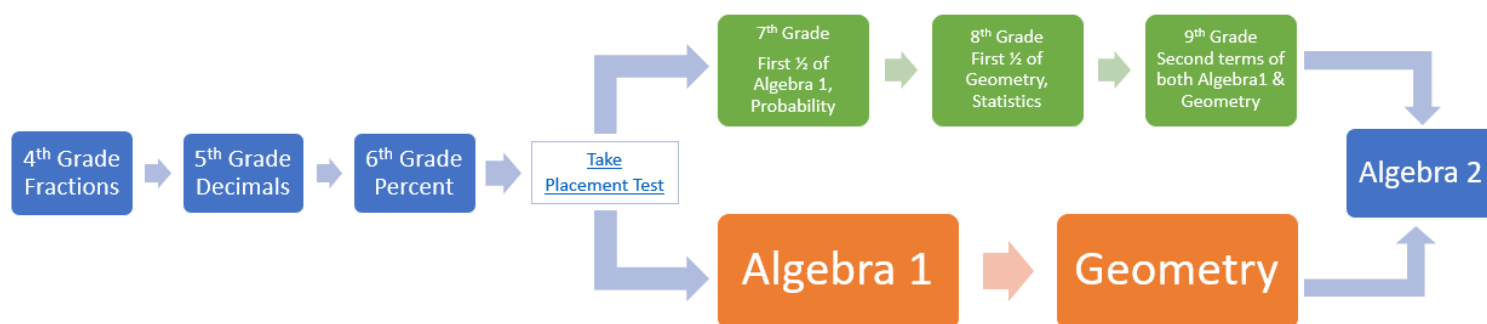 4th Grade
Fractions
5th Grade
Decimals
6th Grade
Percent
Take
Placement Test
7th Grade
First ½ of
Algebra 1,
Probability
8th Grade
First ½ of
Geometry,
Statistics
9th Grade
Second terms of
both Algebra1 &
Geometry
Algebra 1
Geometry
Algebra 2